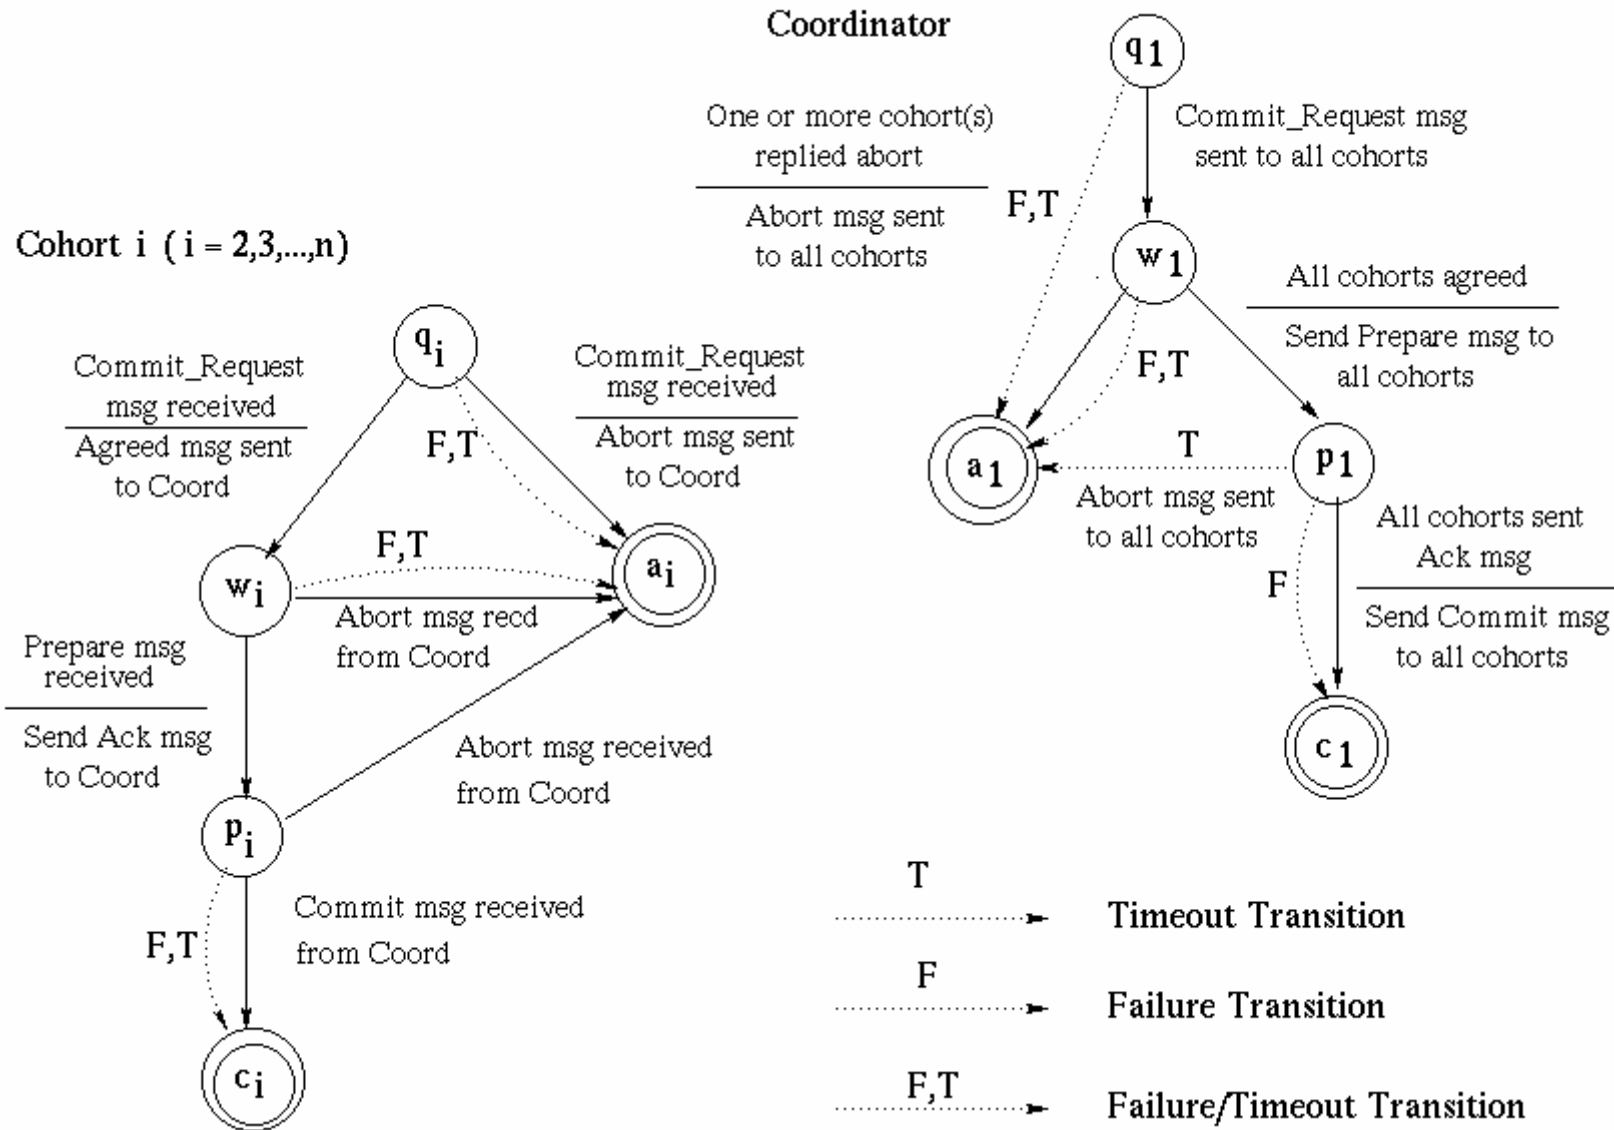 Coordinator
q1
One or more cohort(s)
replied abort
Abort msg sent
to all cohorts
F,T
Commit_Request msg
sent to all cohorts
w1
F,T
All cohorts agreed
Send Prepare msg to
all cohorts
a1
T
Abort msg sent
to all cohorts
p1
F
All cohorts sent
Ack msg
Send Commit msg
to all cohorts
c1
Cohort i ( i = 2,3,...,n)
qi
Commit_Request
msg received
Agreed msg sent
to Coord
F,T
Commit_Request
msg received
Abort msg sent
to Coord
wi
F,T
Abort msg recd
from Coord
ai
Prepare msg
received
Send Ack msg
to Coord
Abort msg received
from Coord
pi
F,T
Commit msg received
from Coord
ci
T
Timeout Transition
F
Failure Transition
F,T
Failure/Timeout Transition